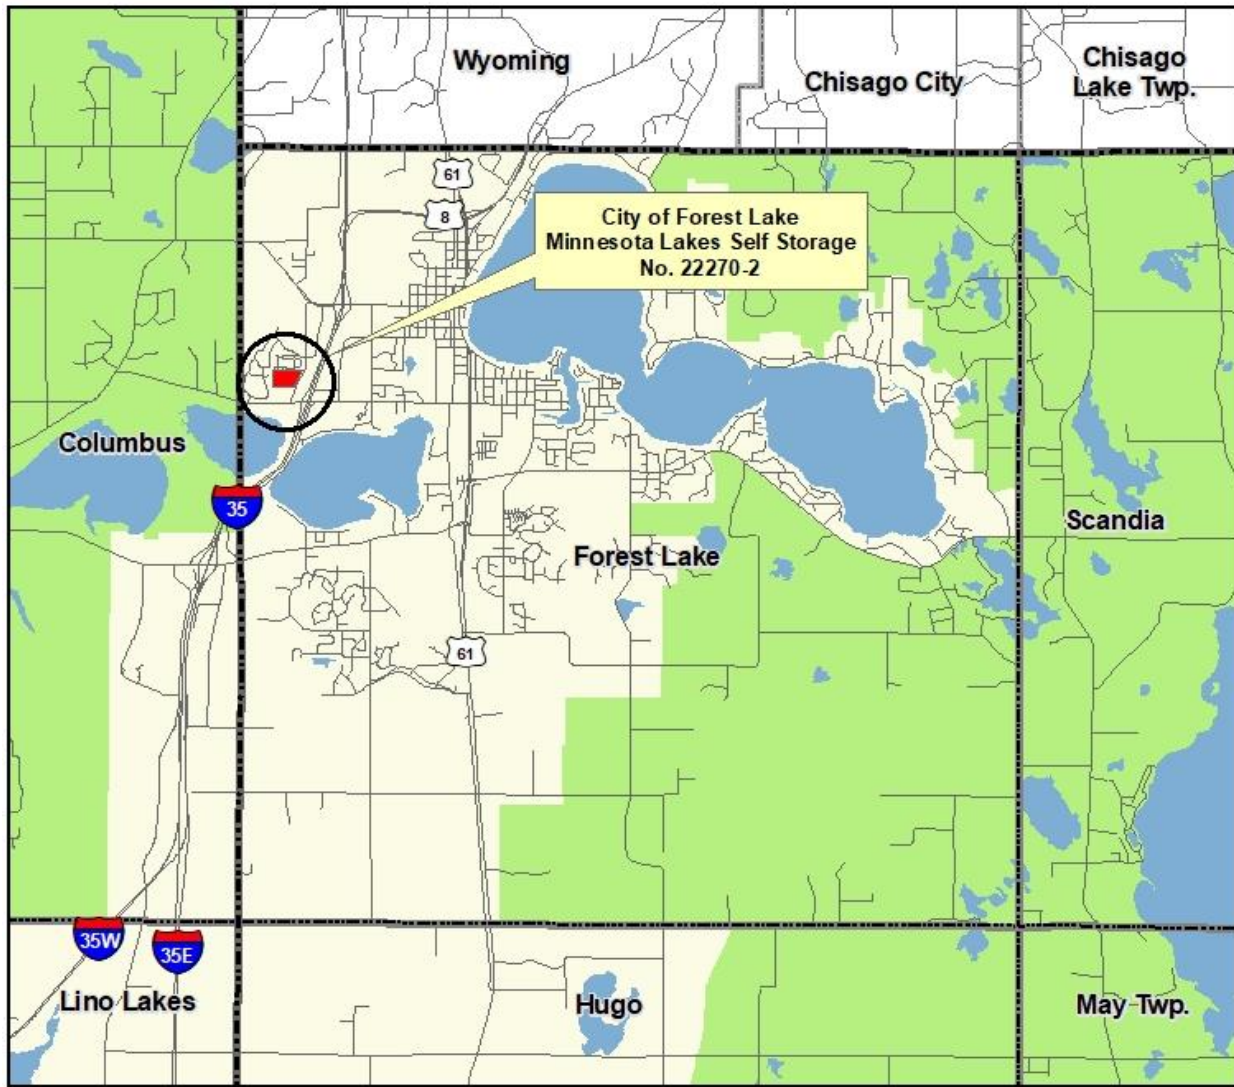 Wyoming
Chisago City
Chisago
Lake Twp.
61
8
City of Forest Lake
Minnesota Lakes Self Storage
No. 22270-2
Columbus
35
Scandia
Forest Lake
61
35W
35E
Lino Lakes
Hugo
May Twp.